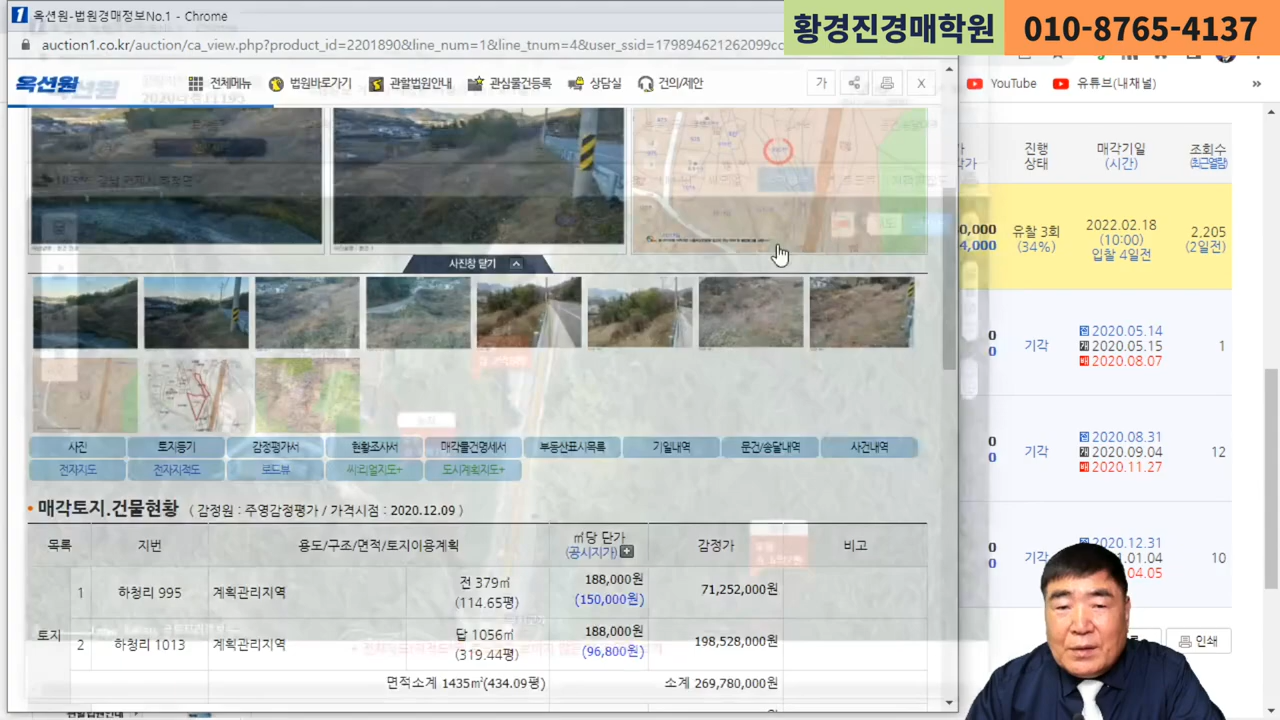 옥션원-법원경매정보No.1 - Chrome
황경진경매학원 010-8765-4137
auction1.co.kr/auction/ca_view.php?product_id=2201890&line_num=1&line_tnum=4&user_ssid=179894621262099cc
옥션원 전체메뉴 법원바로가기 관할법원안내 관심물건등록 상담실 건의/제안 가 X
YouTube 유튜브(내채널) »
진행상태 매각기일(시간) 조회수(최근열람)
0,000 유찰 3회 2022.02.18 2,205
4,000 (34%) (10:00) (2일전)
입찰 4일전
사진창 닫기
0 2020.05.14
0 기각 2020.05.15 1
2020.08.07
0 2020.08.31
0 기각 2020.09.04 12
2020.11.27
0 2020.12.31
0 기각 .01.04 10
.04.05
사진 토지등기 감정평가서 현황조사서 매각물건명세서 부동산표시목록 기일내역 문건/송달내역 사건내역
전자지도 전자지적도 로드뷰 씨:리얼지도+ 도시계획지도+
• 매각토지.건물현황 ( 감정원 : 주영감정평가 / 가격시점 : 2020.12.09 )
목록 지번 용도/구조/면적/토지이용계획 ㎡당 단가 (공시지가) 감정가 비고
토지
1 하청리 995 계획관리지역 전 379㎡ (114.65평) 188,000원 (150,000원) 71,252,000원
2 하청리 1013 계획관리지역 답 1056㎡ (319.44평) 188,000원 (96,800원) 198,528,000원
면적소계 1435㎡(434.09평) 소계 269,780,000원
인쇄